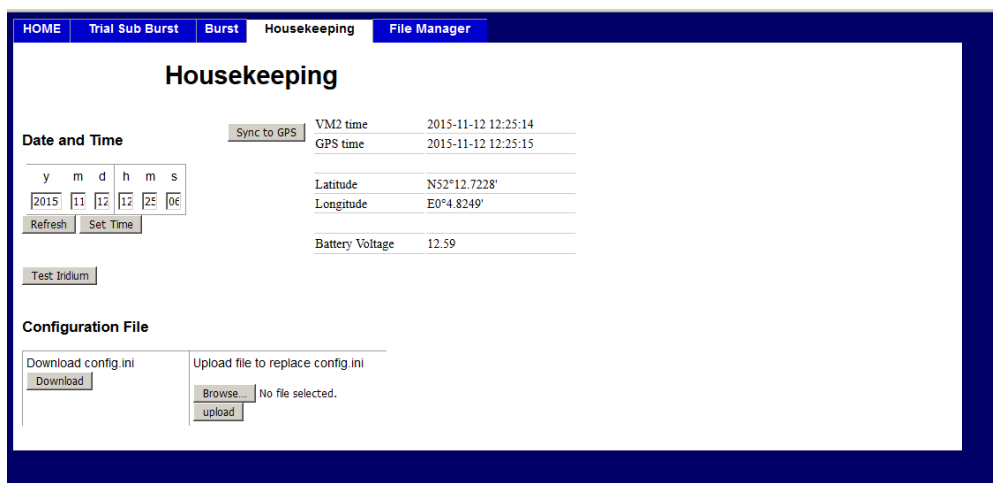 HOME Trial Sub Burst Burst Housekeeping File Manager
Housekeeping
Date and Time
y m d h m s
2015 11 12 12 25 06
Refresh Set Time
Sync to GPS
VM2 time 2015-11-12 12:25:14
GPS time 2015-11-12 12:25:15
Latitude N52°12.7228'
Longitude E0°4.8249'
Battery Voltage 12.59
Test Iridium
Configuration File
Download config.ini
Download
Upload file to replace config.ini
Browse... No file selected.
upload